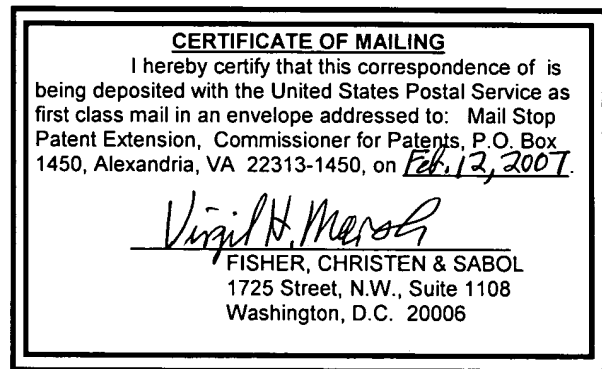 CERTIFICATE OF MAILING
I hereby certify that this correspondence of is
being deposited with the United States Postal Service as
first class mail in an envelope addressed to: Mail Stop
Patent Extension, Commissioner for Patents, P.O. Box
1450, Alexandria, VA 22313-1450, on Feb. 12, 2007.
Virgil H. Marsh
FISHER, CHRISTEN & SABOL
1725 Street, N.W., Suite 1108
Washington, D.C. 20006